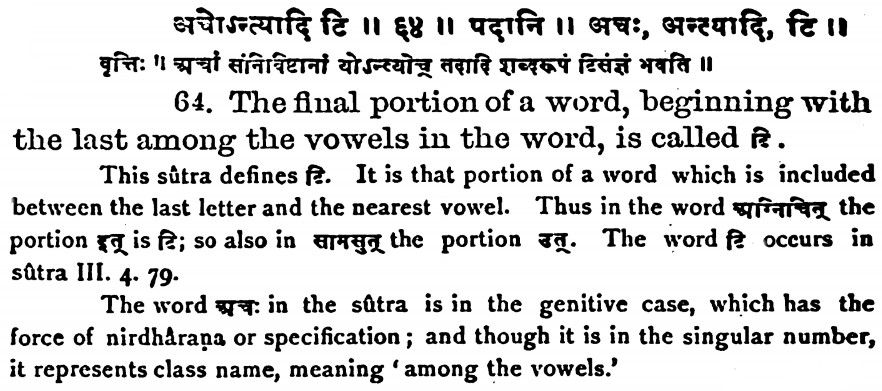 अचोऽन्त्यादि टि ॥ ६४ ॥ पदानि ॥ अचः, अन्त्यादि, टि ॥
वृत्तिः ॥ अचां संनिविष्टानां योऽन्त्योच् तदादि शब्दरूपं टिसंज्ञं भवति ॥
64. The final portion of a word, beginning with
the last among the vowels in the word, is called टि.
This sûtra defines टि. It is that portion of a word which is included
between the last letter and the nearest vowel. Thus in the word अग्निचित् the
portion इत् is टि; so also in सामसुत् the portion उत्. The word टि occurs in
sûtra III. 4. 79.
The word अचः in the sûtra is in the genitive case, which has the
force of nirdhâraṇa or specification; and though it is in the singular number,
it represents class name, meaning ‘among the vowels.’